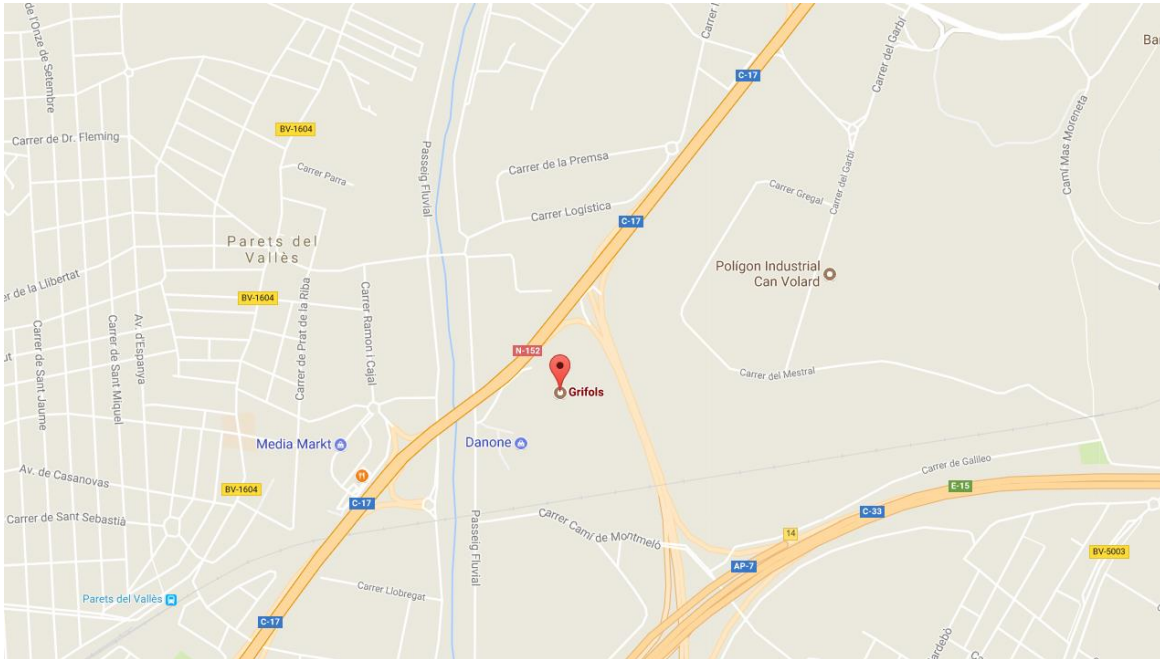 de l'Onze de Setembre
Carrer de Dr. Fleming
BV-1604
Carrer Parra
Passeig Fluvial
Carrer de la Premsa
Carrer Logística
C-17
C-17
Carrer del Garbí
Carrer del Garbí
Carrer Gregal
Camí Mas Moreneta
Parets del
Vallès
Polígon Industrial
Can Volard
er de la Llibertat
BV-1604
Carrer de Prat de la Riba
Carrer Ramon i Cajal
Av. d'Espanya
Carrer de Sant Miquel
Carrer de Sant Jaume
N-152
Grifols
Carrer del Mestral
Media Markt
Danone
Av. de Casanovas
BV-1604
C-17
Carrer de Galileo
E-15
C-33
Carrer de Sant Sebastià
Passeig Fluvial
Carrer Camí de Montmeló
14
AP-7
BV-5003
Parets del Vallès
Carrer Llobregat
C-17